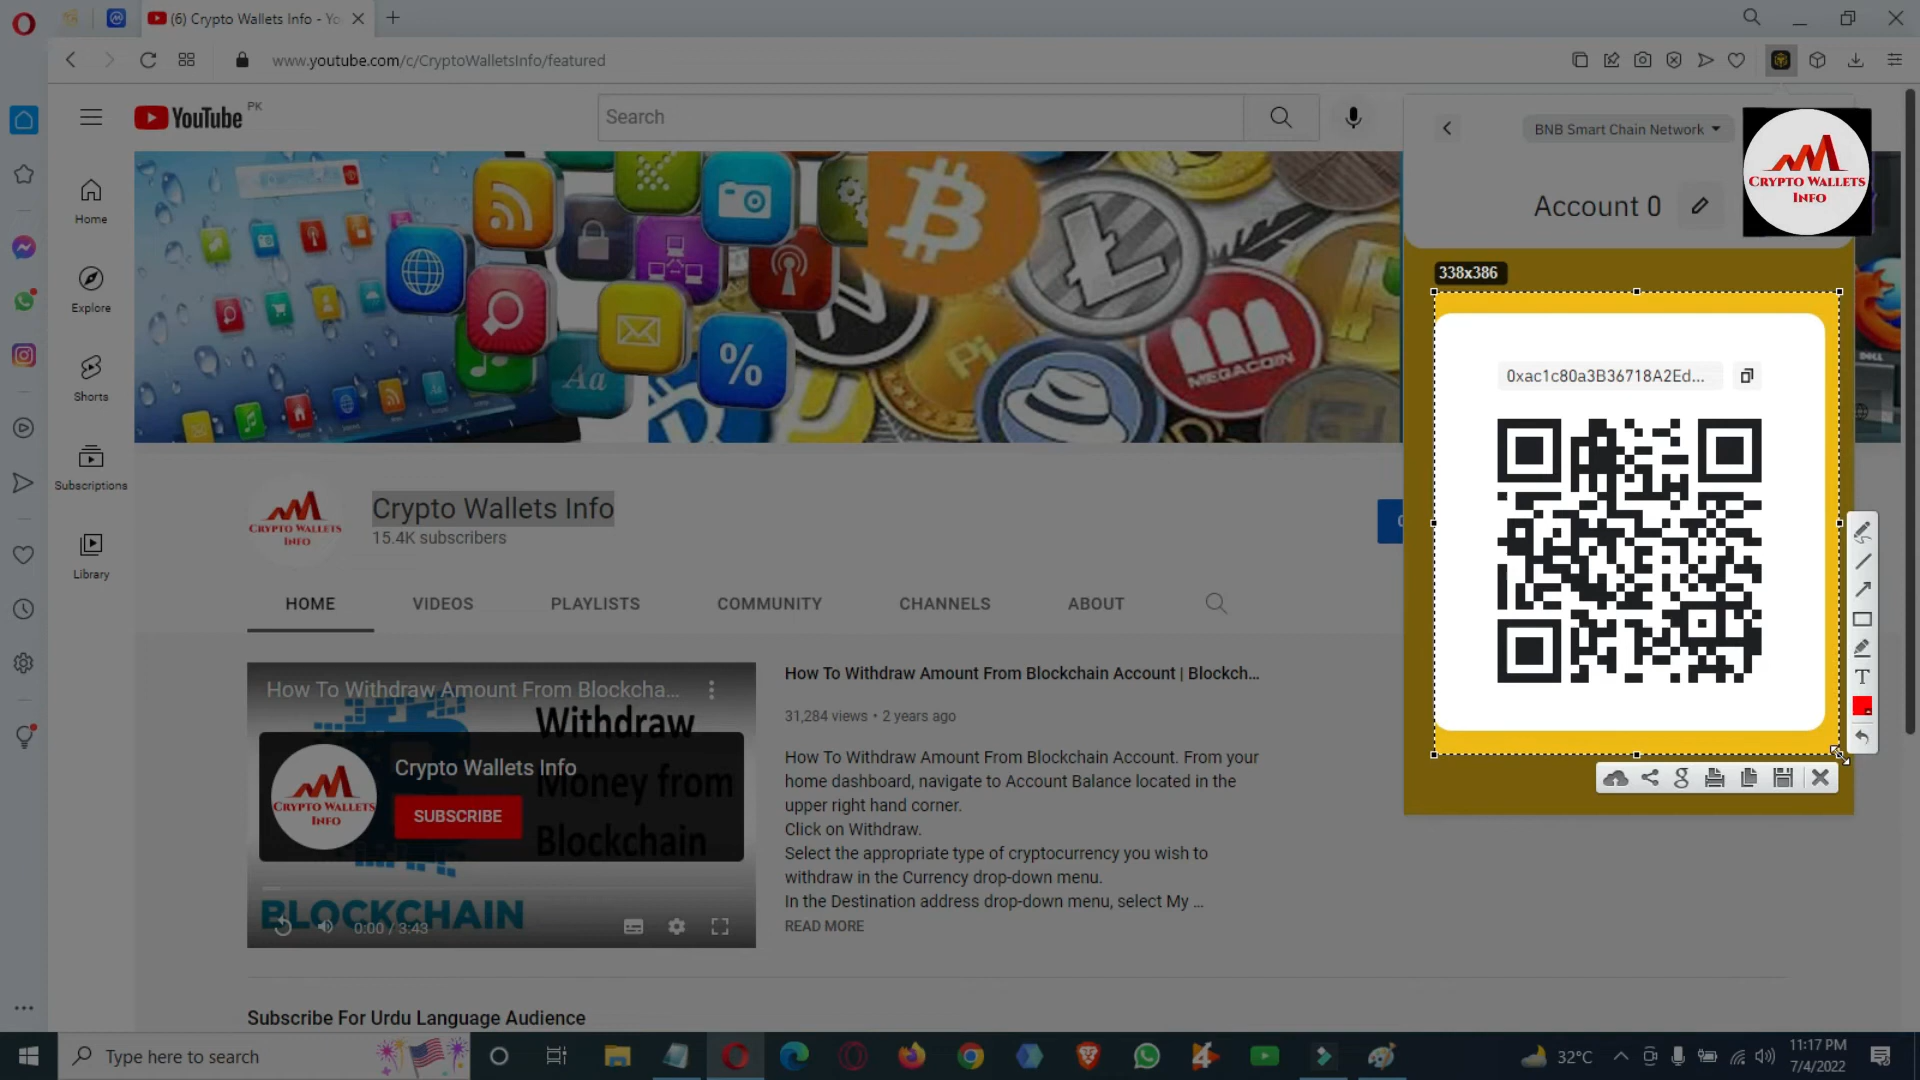 (6) Crypto Wallets Info - Yo
www.youtube.com/c/CryptoWalletsInfo/featured
YouTube PK
Search
BNB Smart Chain Network
Account 0
CRYPTO WALLETS
INFO
338x386
0xac1c80a3B36718A2Ed...
Home
Explore
Shorts
Subscriptions
Library
Aa
%
MEGACOIN
DELL
CRYPTO WALLETS
INFO
Crypto Wallets Info
15.4K subscribers
HOME
VIDEOS
PLAYLISTS
COMMUNITY
CHANNELS
ABOUT
How To Withdraw Amount From Blockcha...
Withdraw
Money from
Blockchain
BLOCKCHAIN
CRYPTO WALLETS
INFO
Crypto Wallets Info
SUBSCRIBE
0:00 / 3:43
How To Withdraw Amount From Blockchain Account | Blockch...
31,284 views • 2 years ago
How To Withdraw Amount From Blockchain Account. From your
home dashboard, navigate to Account Balance located in the
upper right hand corner.
Click on Withdraw.
Select the appropriate type of cryptocurrency you wish to
withdraw in the Currency drop-down menu.
In the Destination address drop-down menu, select My ...
READ MORE
Subscribe For Urdu Language Audience
Type here to search
32°C
11:17 PM
7/4/2022